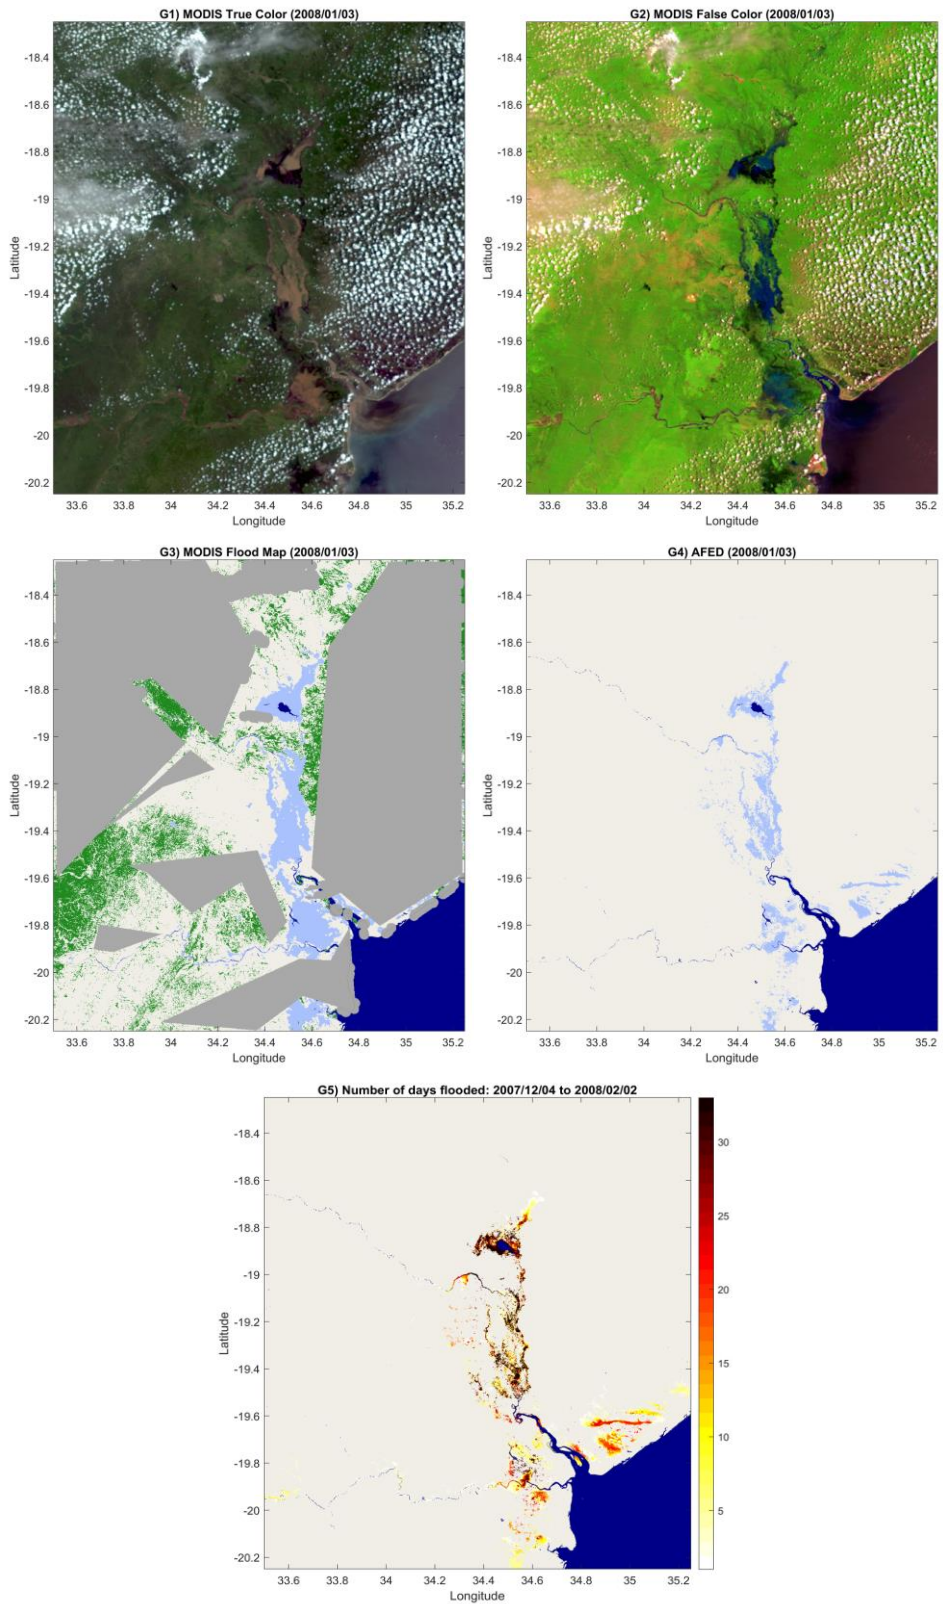 G1) MODIS True Color (2008/01/03)
G2) MODIS False Color (2008/01/03)
-18.4
-18.6
-18.8
-19
-19.2
-19.4
-19.6
-19.8
-20
-20.2
Latitude
33.6 33.8 34 34.2 34.4 34.6 34.8 35 35.2
Longitude
-18.4
-18.6
-18.8
-19
-19.2
-19.4
-19.6
-19.8
-20
-20.2
Latitude
33.6 33.8 34 34.2 34.4 34.6 34.8 35 35.2
Longitude
G3) MODIS Flood Map (2008/01/03)
G4) AFED (2008/01/03)
-18.4
-18.6
-18.8
-19
-19.2
-19.4
-19.6
-19.8
-20
-20.2
Latitude
33.6 33.8 34 34.2 34.4 34.6 34.8 35 35.2
Longitude
-18.4
-18.6
-18.8
-19
-19.2
-19.4
-19.6
-19.8
-20
-20.2
Latitude
33.6 33.8 34 34.2 34.4 34.6 34.8 35 35.2
Longitude
G5) Number of days flooded: 2007/12/04 to 2008/02/02
-18.4
-18.6
-18.8
-19
-19.2
-19.4
-19.6
-19.8
-20
-20.2
Latitude
33.6 33.8 34 34.2 34.4 34.6 34.8 35 35.2
Longitude
30
25
20
15
10
5